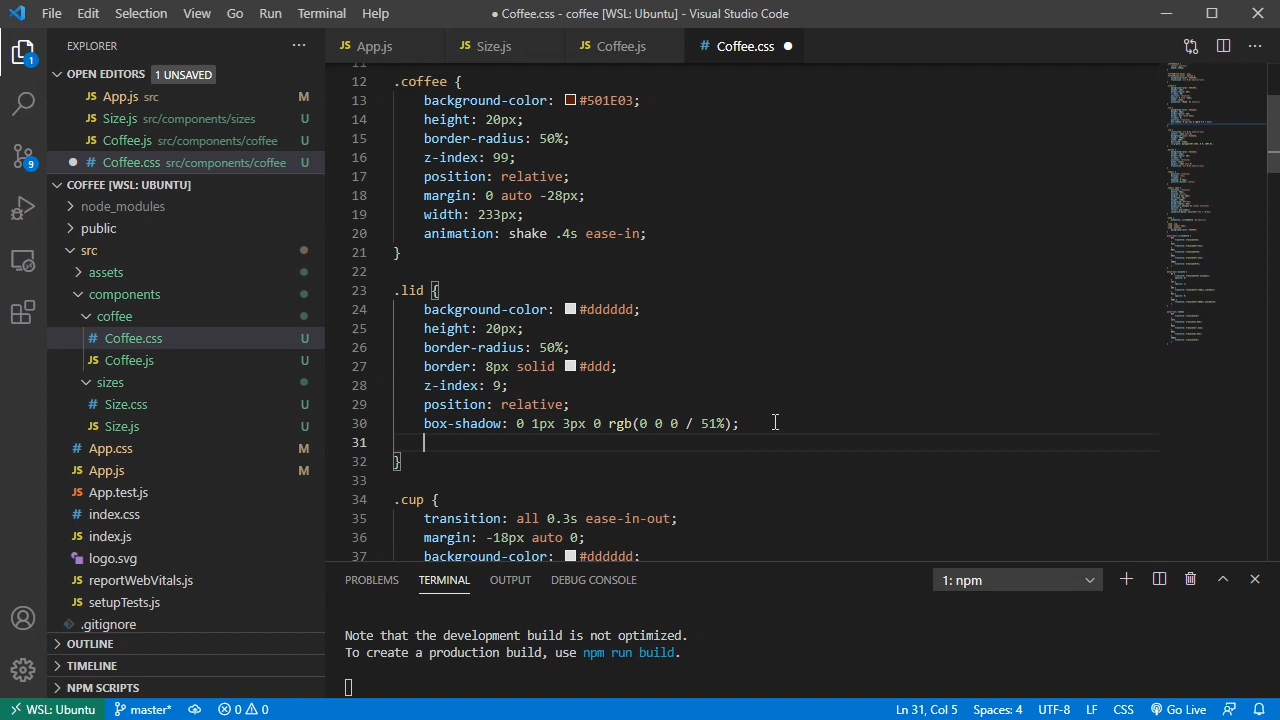 File Edit Selection View Go Run Terminal Help ● Coffee.css - coffee [WSL: Ubuntu] - Visual Studio Code
EXPLORER
OPEN EDITORS 1 UNSAVED
JS App.js src M
JS Size.js src/components/sizes U
JS Coffee.js src/components/coffee U
● # Coffee.css src/components/coffee U
COFFEE [WSL: UBUNTU]
node_modules
public
src
assets
components
coffee
# Coffee.css U
JS Coffee.js U
sizes
# Size.css U
JS Size.js U
# App.css M
JS App.js M
JS App.test.js
# index.css
JS index.js
logo.svg
JS reportWebVitals.js
JS setupTests.js
.gitignore
OUTLINE
TIMELINE
NPM SCRIPTS
1
9
JS App.js JS Size.js JS Coffee.js # Coffee.css ●
12 .coffee {
13 background-color: #501E03;
14 height: 20px;
15 border-radius: 50%;
16 z-index: 99;
17 position: relative;
18 margin: 0 auto -28px;
19 width: 233px;
20 animation: shake .4s ease-in;
21 }
22
23 .lid {
24 background-color: #dddddd;
25 height: 20px;
26 border-radius: 50%;
27 border: 8px solid #ddd;
28 z-index: 9;
29 position: relative;
30 box-shadow: 0 1px 3px 0 rgb(0 0 0 / 51%);
31
32 }
33
34 .cup {
35 transition: all 0.3s ease-in-out;
36 margin: -18px auto 0;
37 background-color: #dddddd;
PROBLEMS TERMINAL OUTPUT DEBUG CONSOLE 1: npm
Note that the development build is not optimized.
To create a production build, use npm run build.
WSL: Ubuntu master* 0 0 Ln 31, Col 5 Spaces: 4 UTF-8 LF CSS Go Live